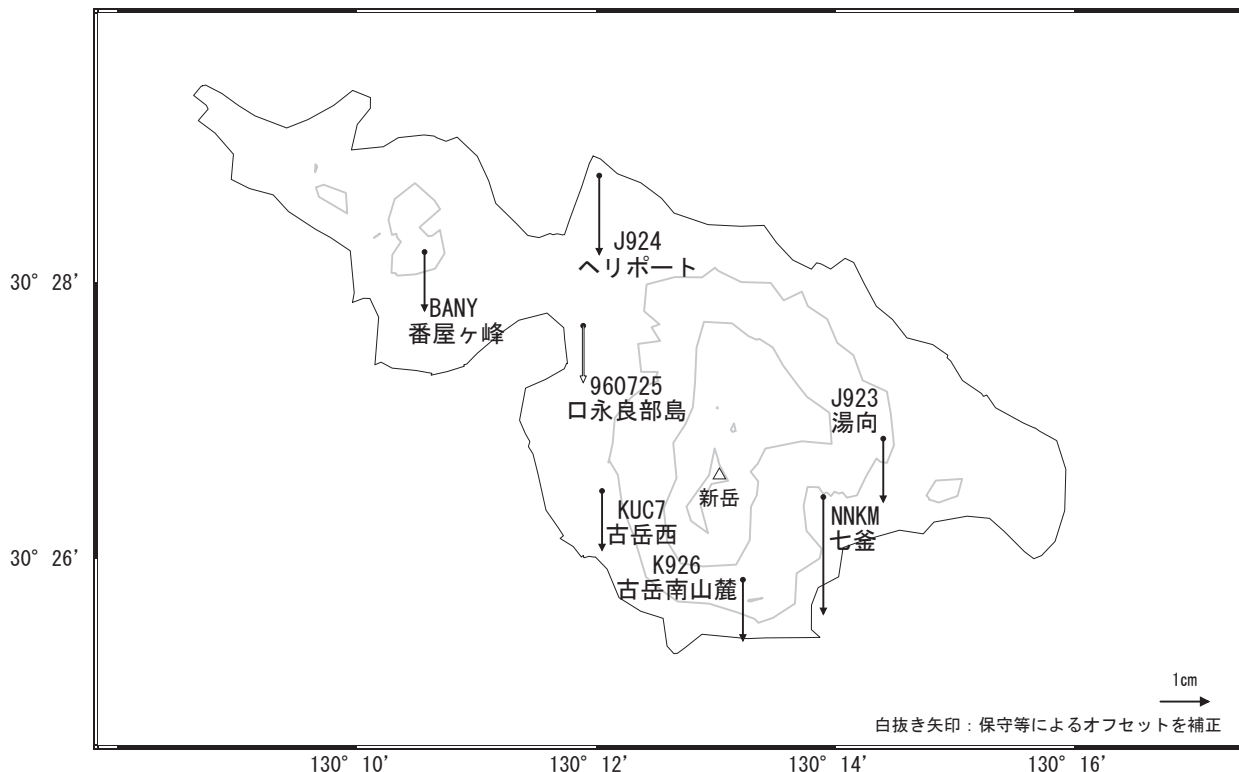 J924
ヘリポート
30° 28'
BANY
番屋ヶ峰
960725
口永良部島
J923
湯向
新岳
KUC7
古岳西
NNKM
七釜
30° 26'
K926
古岳南山麓
1cm
白抜き矢印：保守等によるオフセットを補正
130° 10'
130° 12'
130° 14'
130° 16'